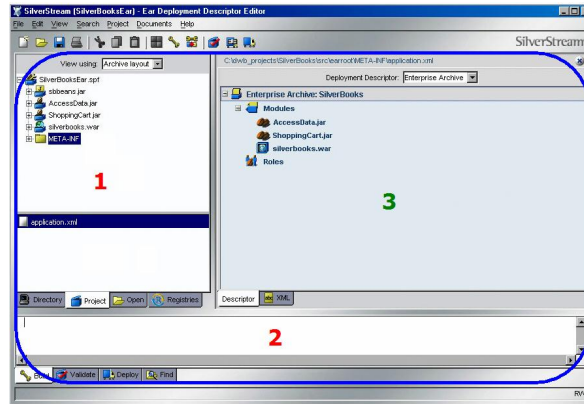 SilverStream [SilverBooksEar] - Ear Deployment Descriptor Editor
File Edit View Search Project Documents Help
SilverStream
View using: Archive layout
SilverBooksEar.spf
sbbeans.jar
AccessData.jar
ShoppingCart.jar
silverbooks.war
META-INF
1
application.xml
Directory Project Open Registries
C:\dwb_projects\SilverBooks\src\earroot\META-INF\application.xml
Deployment Descriptor: Enterprise Archive
Enterprise Archive: SilverBooks
Modules
AccessData.jar
ShoppingCart.jar
silverbooks.war
Roles
3
Descriptor XML
2
Build Validate Deploy Find